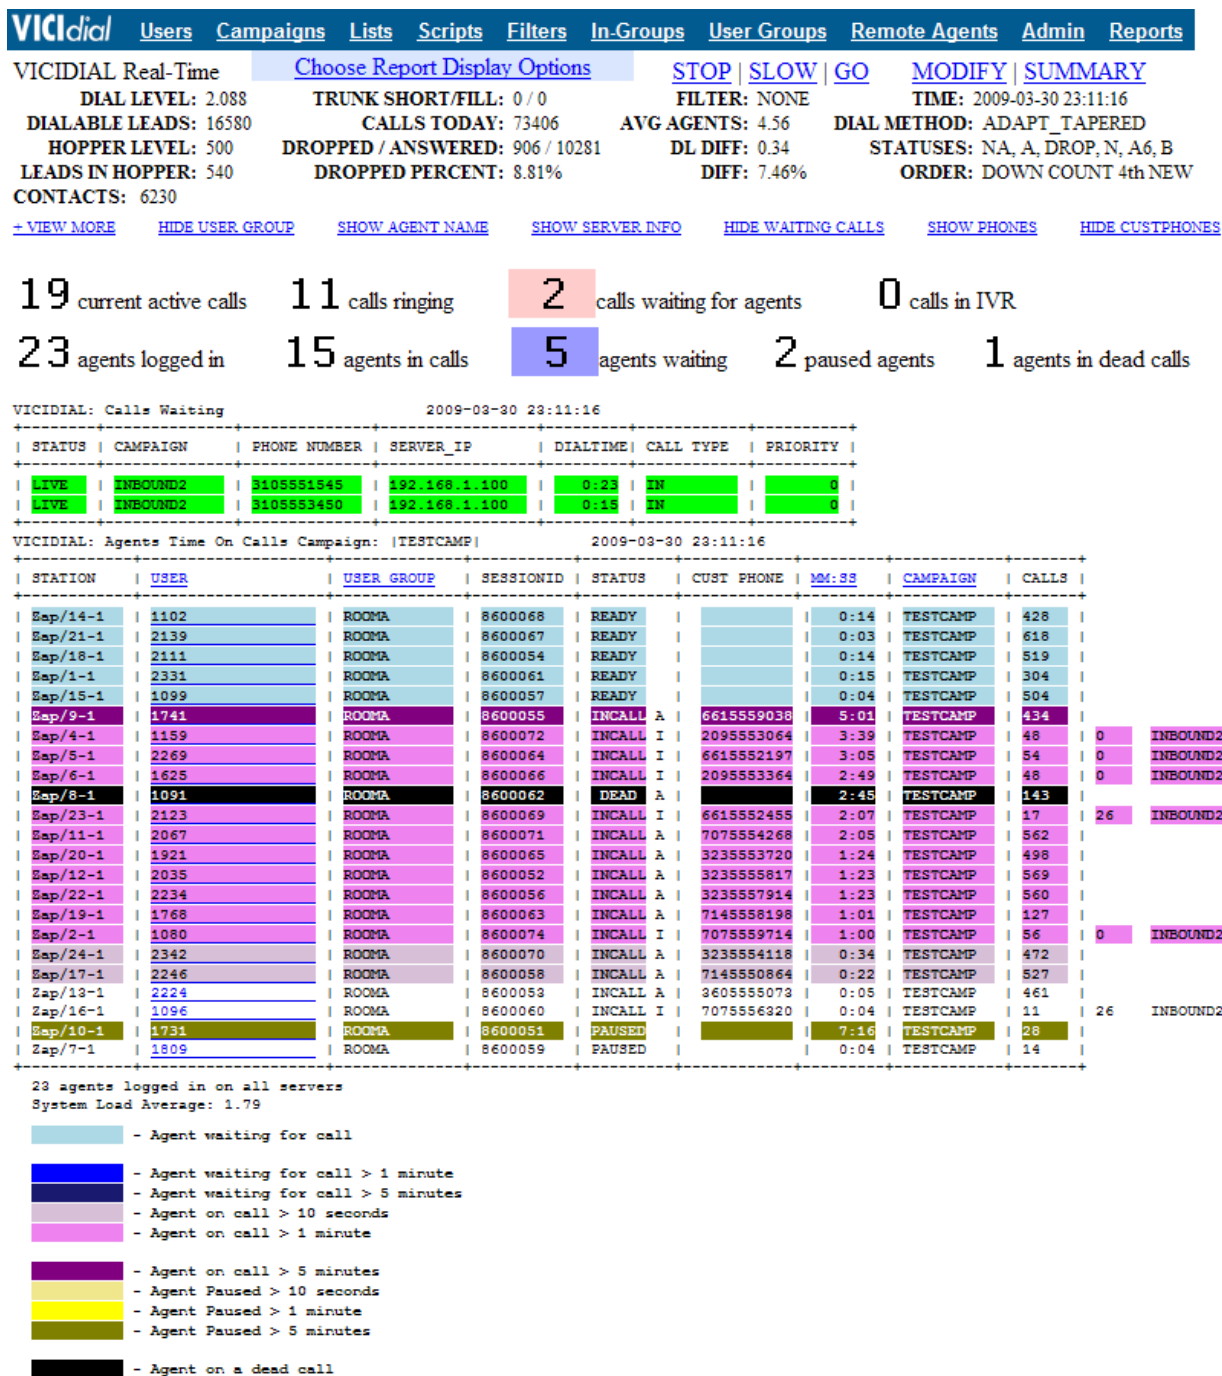 VICIdial Users Campaigns Lists Scripts Filters In-Groups User Groups Remote Agents Admin Reports
VICIDIAL Real-Time Choose Report Display Options STOP | SLOW | GO MODIFY | SUMMARY
DIAL LEVEL: 2.088 TRUNK SHORT/FILL: 0 / 0 FILTER: NONE TIME: 2009-03-30 23:11:16
DIALABLE LEADS: 16580 CALLS TODAY: 73406 AVG AGENTS: 4.56 DIAL METHOD: ADAPT_TAPERED
HOPPER LEVEL: 500 DROPPED / ANSWERED: 906 / 10281 DL DIFF: 0.34 STATUSES: NA, A, DROP, N, A6, B
LEADS IN HOPPER: 540 DROPPED PERCENT: 8.81% DIFF: 7.46% ORDER: DOWN COUNT 4th NEW
CONTACTS: 6230
+ VIEW MORE HIDE USER GROUP SHOW AGENT NAME SHOW SERVER INFO HIDE WAITING CALLS SHOW PHONES HIDE CUSTPHONES
19 current active calls 11 calls ringing 2 calls waiting for agents 0 calls in IVR
23 agents logged in 15 agents in calls 5 agents waiting 2 paused agents 1 agents in dead calls
VICIDIAL: Calls Waiting 2009-03-30 23:11:16
| STATUS | CAMPAIGN | PHONE NUMBER | SERVER_IP | DIALTIME| CALL TYPE | PRIORITY |
| LIVE | INBOUND2 | 3105551545 | 192.168.1.100 | 0:23 | IN | 0 |
| LIVE | INBOUND2 | 3105553450 | 192.168.1.100 | 0:15 | IN | 0 |
VICIDIAL: Agents Time On Calls Campaign: |TESTCAMP| 2009-03-30 23:11:16
| STATION | USER | USER GROUP | SESSIONID | STATUS | CUST PHONE | MM:SS | CAMPAIGN | CALLS |
| Zap/14-1 | 1102 | ROOMA | 8600068 | READY | | 0:14 | TESTCAMP | 428 |
| Zap/21-1 | 2139 | ROOMA | 8600067 | READY | | 0:03 | TESTCAMP | 618 |
| Zap/18-1 | 2111 | ROOMA | 8600054 | READY | | 0:14 | TESTCAMP | 519 |
| Zap/1-1 | 2331 | ROOMA | 8600061 | READY | | 0:15 | TESTCAMP | 304 |
| Zap/15-1 | 1099 | ROOMA | 8600057 | READY | | 0:04 | TESTCAMP | 504 |
| Zap/9-1 | 1741 | ROOMA | 8600055 | INCALL A | 6615559038 | 5:01 | TESTCAMP | 434 |
| Zap/4-1 | 1159 | ROOMA | 8600072 | INCALL I | 2095553064 | 3:39 | TESTCAMP | 48 | 0 INBOUND2
| Zap/5-1 | 2269 | ROOMA | 8600064 | INCALL I | 6615552197 | 3:05 | TESTCAMP | 54 | 0 INBOUND2
| Zap/6-1 | 1625 | ROOMA | 8600066 | INCALL I | 2095553364 | 2:49 | TESTCAMP | 48 | 0 INBOUND2
| Zap/8-1 | 1091 | ROOMA | 8600062 | DEAD A | | 2:45 | TESTCAMP | 143 |
| Zap/23-1 | 2123 | ROOMA | 8600069 | INCALL I | 6615552455 | 2:07 | TESTCAMP | 17 | 26 INBOUND2
| Zap/11-1 | 2067 | ROOMA | 8600071 | INCALL A | 7075554268 | 2:05 | TESTCAMP | 562 |
| Zap/20-1 | 1921 | ROOMA | 8600065 | INCALL A | 3235553720 | 1:24 | TESTCAMP | 498 |
| Zap/12-1 | 2035 | ROOMA | 8600052 | INCALL A | 3235555817 | 1:23 | TESTCAMP | 569 |
| Zap/22-1 | 2234 | ROOMA | 8600056 | INCALL A | 3235557914 | 1:23 | TESTCAMP | 560 |
| Zap/19-1 | 1768 | ROOMA | 8600063 | INCALL A | 7145558198 | 1:01 | TESTCAMP | 127 |
| Zap/2-1 | 1080 | ROOMA | 8600074 | INCALL I | 7075559714 | 1:00 | TESTCAMP | 56 | 0 INBOUND2
| Zap/24-1 | 2342 | ROOMA | 8600070 | INCALL A | 3235554118 | 0:34 | TESTCAMP | 472 |
| Zap/17-1 | 2246 | ROOMA | 8600058 | INCALL A | 7145550864 | 0:22 | TESTCAMP | 527 |
| Zap/13-1 | 2224 | ROOMA | 8600053 | INCALL A | 3605555073 | 0:05 | TESTCAMP | 461 |
| Zap/16-1 | 1096 | ROOMA | 8600060 | INCALL I | 7075556320 | 0:04 | TESTCAMP | 11 | 26 INBOUND2
| Zap/10-1 | 1731 | ROOMA | 8600051 | PAUSED | | 7:16 | TESTCAMP | 28 |
| Zap/7-1 | 1809 | ROOMA | 8600059 | PAUSED | | 0:04 | TESTCAMP | 14 |
23 agents logged in on all servers
System Load Average: 1.79
- Agent waiting for call
- Agent waiting for call > 1 minute
- Agent waiting for call > 5 minutes
- Agent on call > 10 seconds
- Agent on call > 1 minute
- Agent on call > 5 minutes
- Agent Paused > 10 seconds
- Agent Paused > 1 minute
- Agent Paused > 5 minutes
- Agent on a dead call